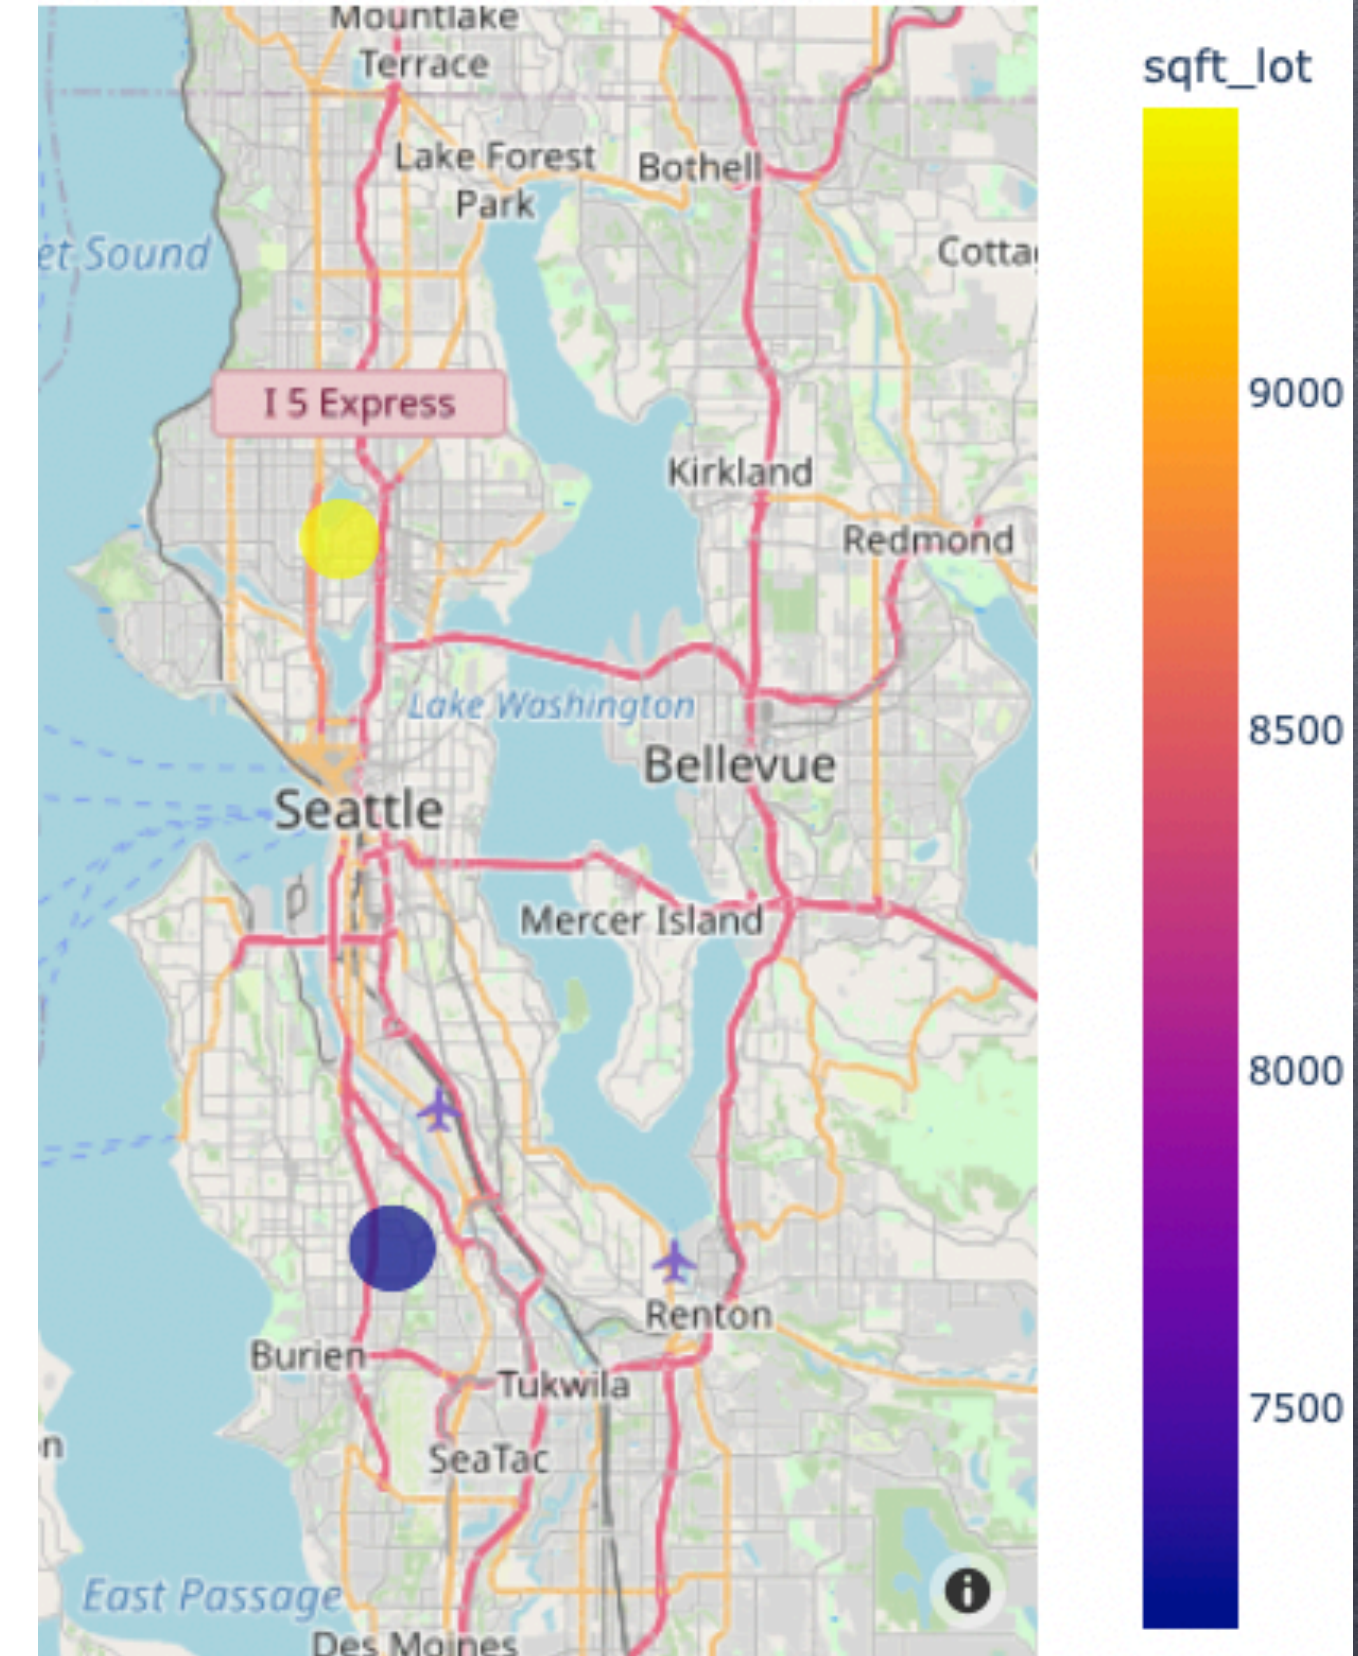 Mountlake
Terrace
Lake Forest
Park
Bothell
et Sound
Cotta
I 5 Express
Kirkland
Redmond
Lake Washington
Bellevue
Seattle
Mercer Island
Renton
Burien
Tukwila
n
SeaTac
East Passage
Des Moines
sqft_lot
9000
8500
8000
7500